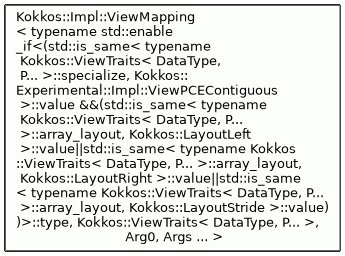 Kokkos::Impl::ViewMapping
< typename std::enable
_if<(std::is_same< typename
Kokkos::ViewTraits< DataType,
P... >::specialize, Kokkos::
Experimental::Impl::ViewPCEContiguous
>::value &&(std::is_same< typename
Kokkos::ViewTraits< DataType, P...
>::array_layout, Kokkos::LayoutLeft
>::value||std::is_same< typename Kokkos
::ViewTraits< DataType, P... >::array_layout,
Kokkos::LayoutRight >::value||std::is_same
< typename Kokkos::ViewTraits< DataType, P...
>::array_layout, Kokkos::LayoutStride >::value)
)>::type, Kokkos::ViewTraits< DataType, P... >,
Arg0, Args ... >